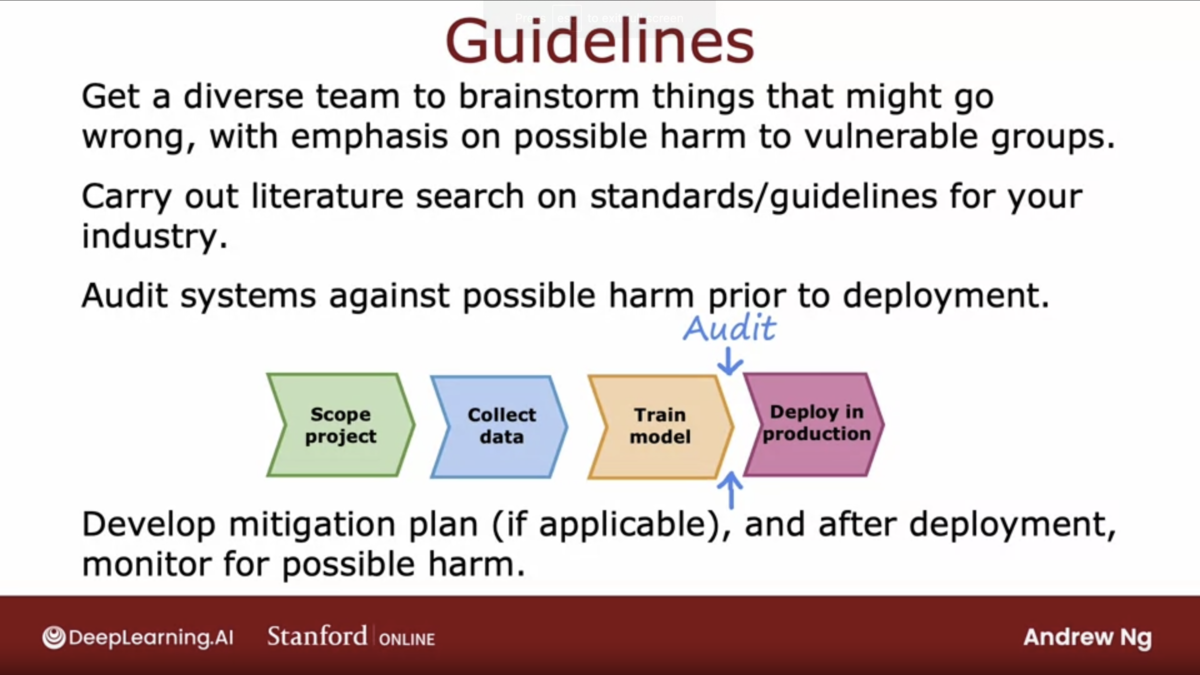 Guidelines
Get a diverse team to brainstorm things that might go
wrong, with emphasis on possible harm to vulnerable groups.
Carry out literature search on standards/guidelines for your
industry.
Audit systems against possible harm prior to deployment.
Audit
Scope
project
Collect
data
Train
model
Deploy in
production
Develop mitigation plan (if applicable), and after deployment,
monitor for possible harm.
DeepLearning.AI
Stanford ONLINE
Andrew Ng